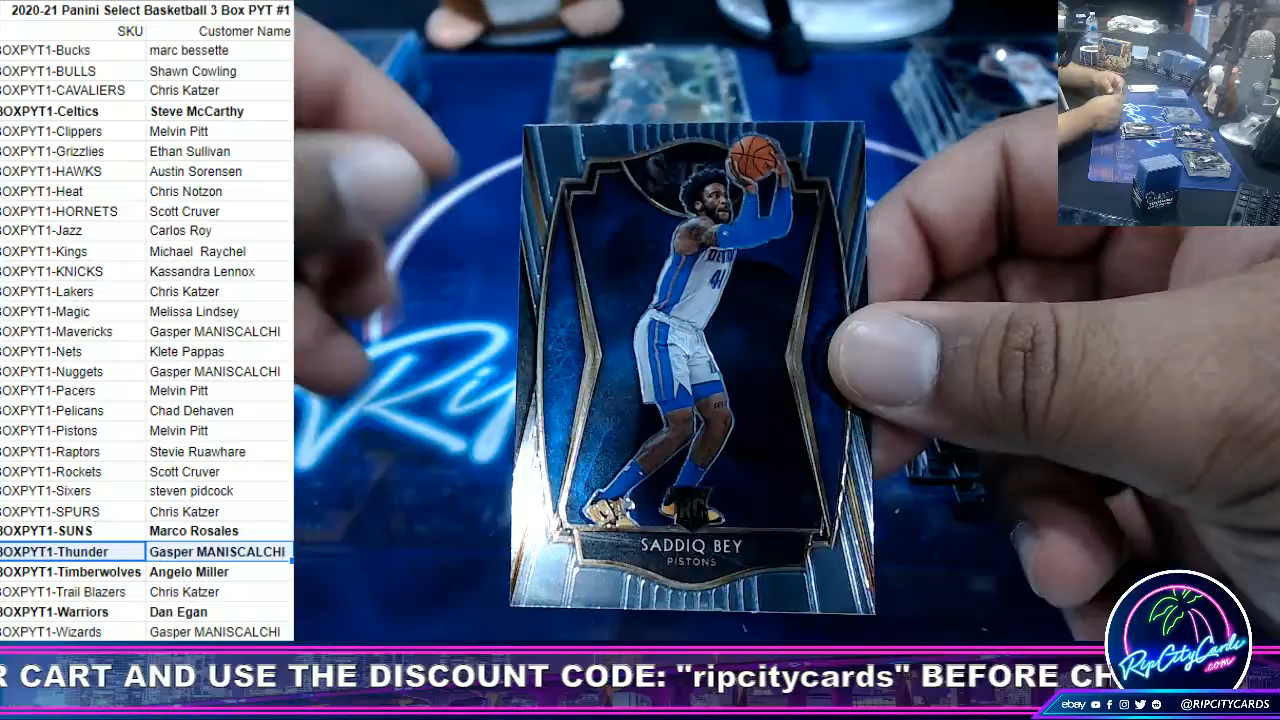 2020-21 Panini Select Basketball 3 Box PYT #1
SKU Customer Name
BOXPYT1-Bucks marc bessette
BOXPYT1-BULLS Shawn Cowling
BOXPYT1-CAVALIERS Chris Katzer
BOXPYT1-Celtics Steve McCarthy
BOXPYT1-Clippers Melvin Pitt
BOXPYT1-Grizzlies Ethan Sullivan
BOXPYT1-HAWKS Austin Sorensen
BOXPYT1-Heat Chris Notzon
BOXPYT1-HORNETS Scott Cruver
BOXPYT1-Jazz Carlos Roy
BOXPYT1-Kings Michael Raychel
BOXPYT1-KNICKS Kassandra Lennox
BOXPYT1-Lakers Chris Katzer
BOXPYT1-Magic Melissa Lindsey
BOXPYT1-Mavericks Gasper MANISCALCHI
BOXPYT1-Nets Klete Pappas
BOXPYT1-Nuggets Gasper MANISCALCHI
BOXPYT1-Pacers Melvin Pitt
BOXPYT1-Pelicans Chad Dehaven
BOXPYT1-Pistons Melvin Pitt
BOXPYT1-Raptors Stevie Ruawhare
BOXPYT1-Rockets Scott Cruver
BOXPYT1-Sixers steven pidcock
BOXPYT1-SPURS Chris Katzer
BOXPYT1-SUNS Marco Rosales
BOXPYT1-Thunder Gasper MANISCALCHI
BOXPYT1-Timberwolves Angelo Miller
BOXPYT1-Trail Blazers Chris Katzer
BOXPYT1-Warriors Dan Egan
BOXPYT1-Wizards Gasper MANISCALCHI
41
RC
SADDIQ BEY
PISTONS
R CART AND USE THE DISCOUNT CODE: "ripcitycards" BEFORE CH
RipCityCards
.com
ebay @RIPCITYCARDS